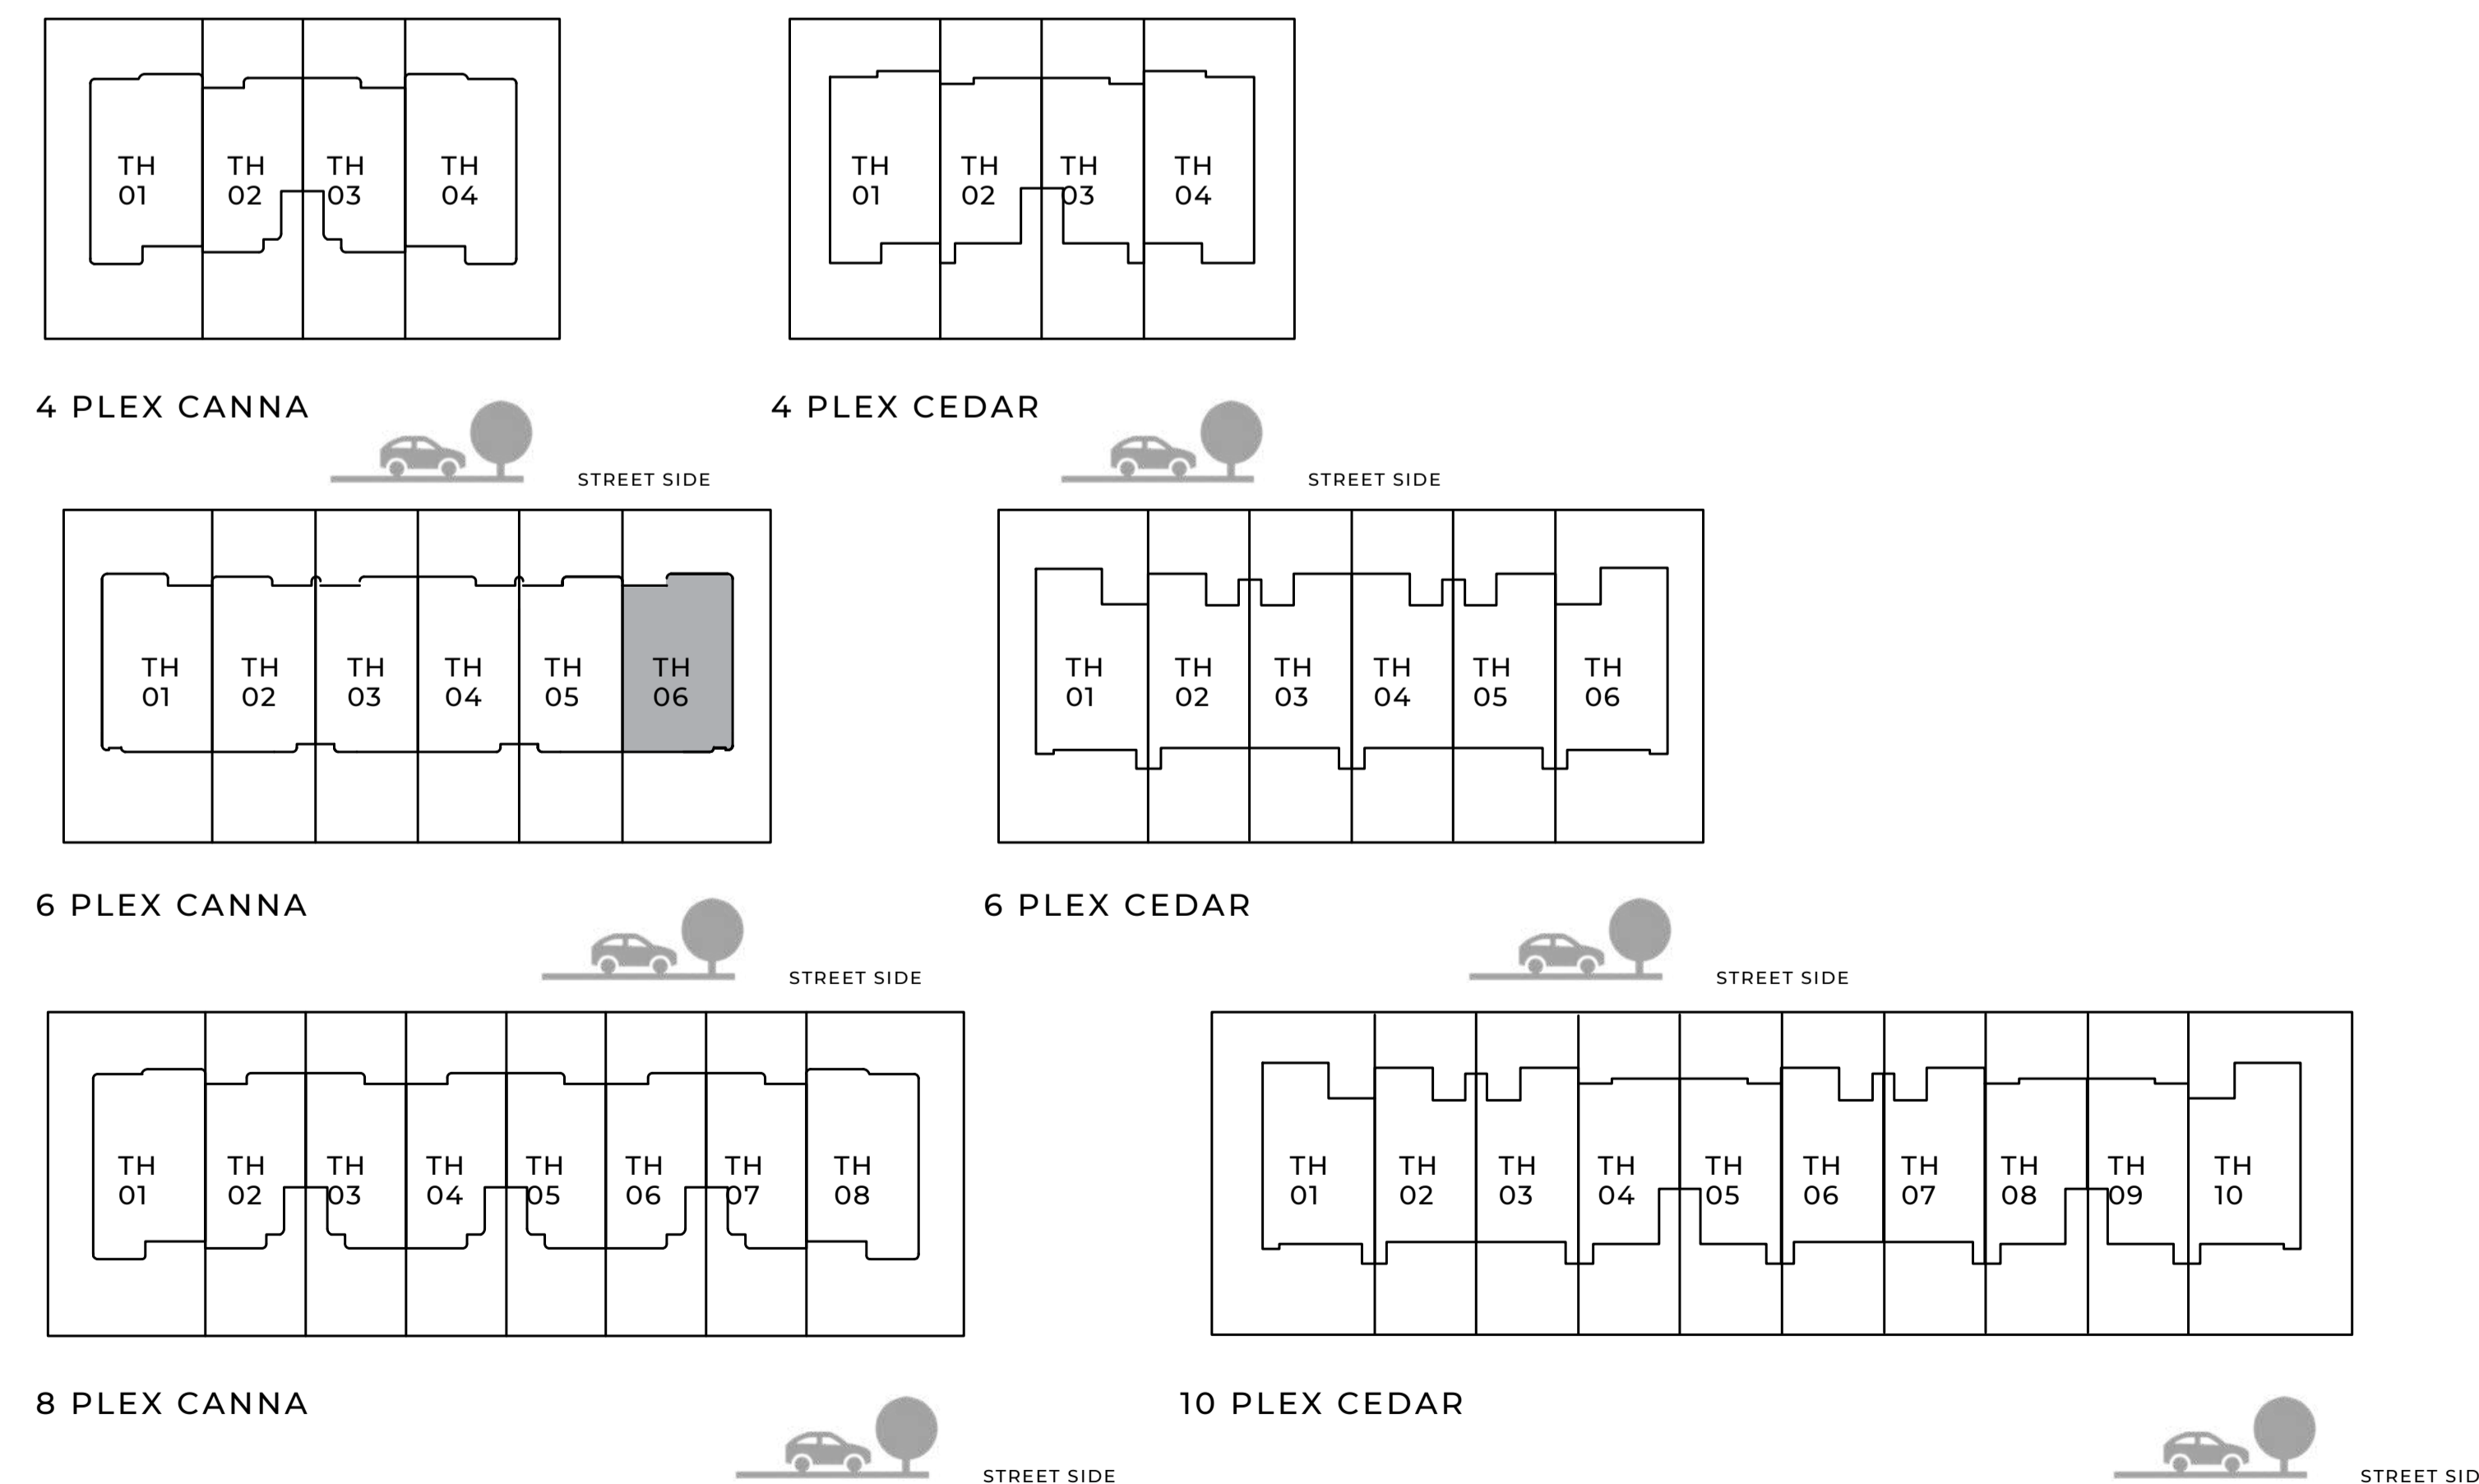 TH TH TH TH
01 02 03 04
TH TH TH TH
01 02 03 04
4 PLEX CANNA
4 PLEX CEDAR
STREET SIDE
STREET SIDE
TH TH TH TH TH TH
01 02 03 04 05 06
TH TH TH TH TH TH
01 02 03 04 05 06
6 PLEX CANNA
6 PLEX CEDAR
STREET SIDE
STREET SIDE
TH TH TH TH TH TH TH TH
01 02 03 04 05 06 07 08
TH TH TH TH TH TH TH TH TH TH
01 02 03 04 05 06 07 08 09 10
8 PLEX CANNA
10 PLEX CEDAR
STREET SIDE
STREET SID